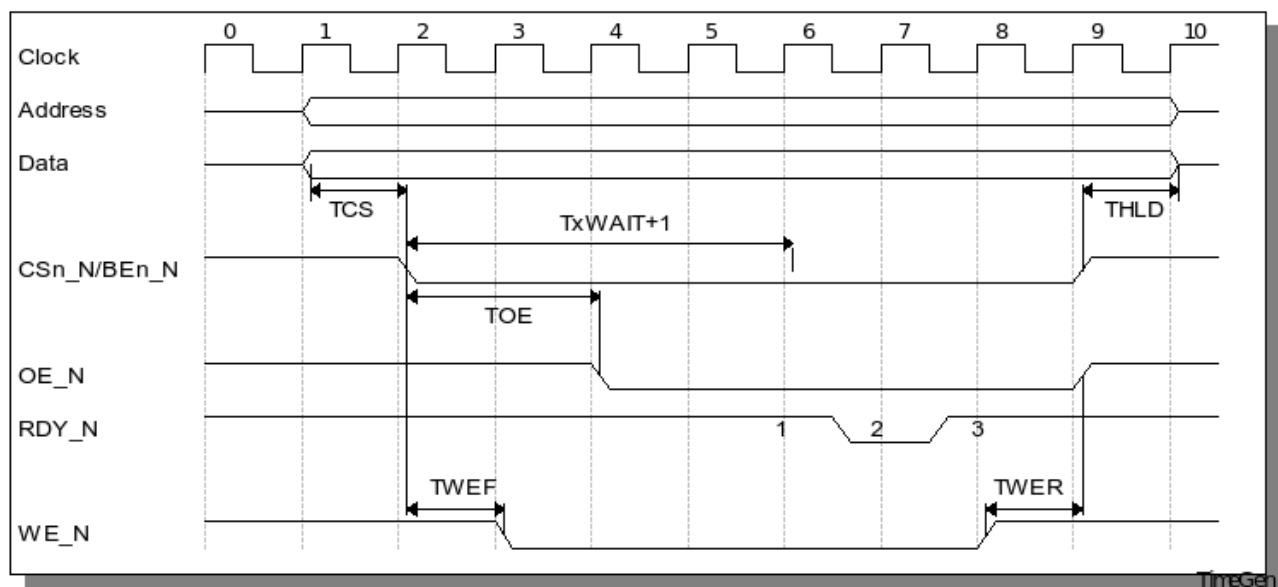 0 1 2 3 4 5 6 7 8 9 10
Clock
Address
Data
TCS THLD
TxWAIT+1
CSn_N/BEn_N
TOE
OE_N
RDY_N 1 2 3
TWEF TWER
WE_N
TimeGen